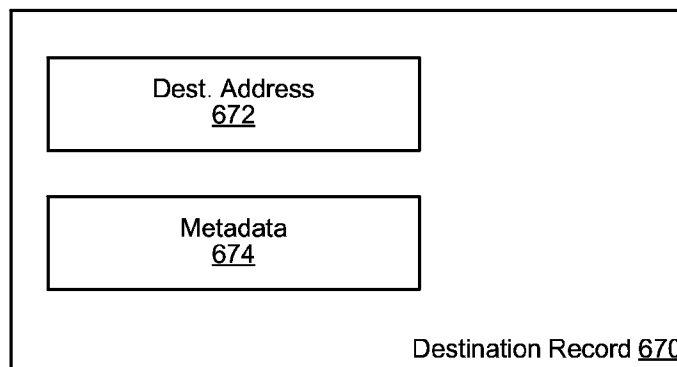 Dest. Address
672
Metadata
674
Destination Record 670